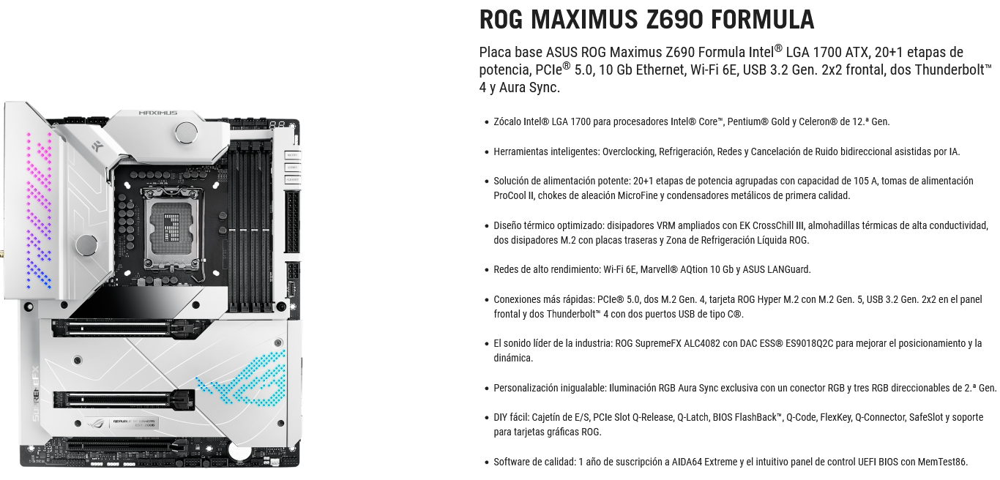 ROG MAXIMUS Z690 FORMULA
Placa base ASUS ROG Maximus Z690 Formula Intel® LGA 1700 ATX, 20+1 etapas de
potencia, PCIe® 5.0, 10 Gb Ethernet, Wi-Fi 6E, USB 3.2 Gen. 2x2 frontal, dos Thunderbolt™
4 y Aura Sync.
MAXIMUS
• Zócalo Intel® LGA 1700 para procesadores Intel® Core™, Pentium® Gold y Celeron® de 12.ª Gen.
• Herramientas inteligentes: Overclocking, Refrigeración, Redes y Cancelación de Ruido bidireccional asistidas por IA.
• Solución de alimentación potente: 20+1 etapas de potencia agrupadas con capacidad de 105 A, tomas de alimentación
ProCool II, chokes de aleación MicroFine y condensadores metálicos de primera calidad.
• Diseño térmico optimizado: disipadores VRM ampliados con EK CrossChill III, almohadillas térmicas de alta conductividad,
dos disipadores M.2 con placas traseras y Zona de Refrigeración Líquida ROG.
• Redes de alto rendimiento: Wi-Fi 6E, Marvell® AQtion 10 Gb y ASUS LANGuard.
• Conexiones más rápidas: PCIe® 5.0, dos M.2 Gen. 4, tarjeta ROG Hyper M.2 con M.2 Gen. 5, USB 3.2 Gen. 2x2 en el panel
frontal y dos Thunderbolt™ 4 con dos puertos USB de tipo C®.
• El sonido líder de la industria: ROG SupremeFX ALC4082 con DAC ESS® ES9018Q2C para mejorar el posicionamiento y la
dinámica.
SUPREMEFX
• Personalización inigualable: Iluminación RGB Aura Sync exclusiva con un conector RGB y tres RGB direccionables de 2.ª Gen.
• DIY fácil: Cajetín de E/S, PCIe Slot Q-Release, Q-Latch, BIOS FlashBack™, Q-Code, FlexKey, Q-Connector, SafeSlot y soporte
para tarjetas gráficas ROG.
REPUBLIC OF GAMERS
EST. 2006
• Software de calidad: 1 año de suscripción a AIDA64 Extreme y el intuitivo panel de control UEFI BIOS con MemTest86.